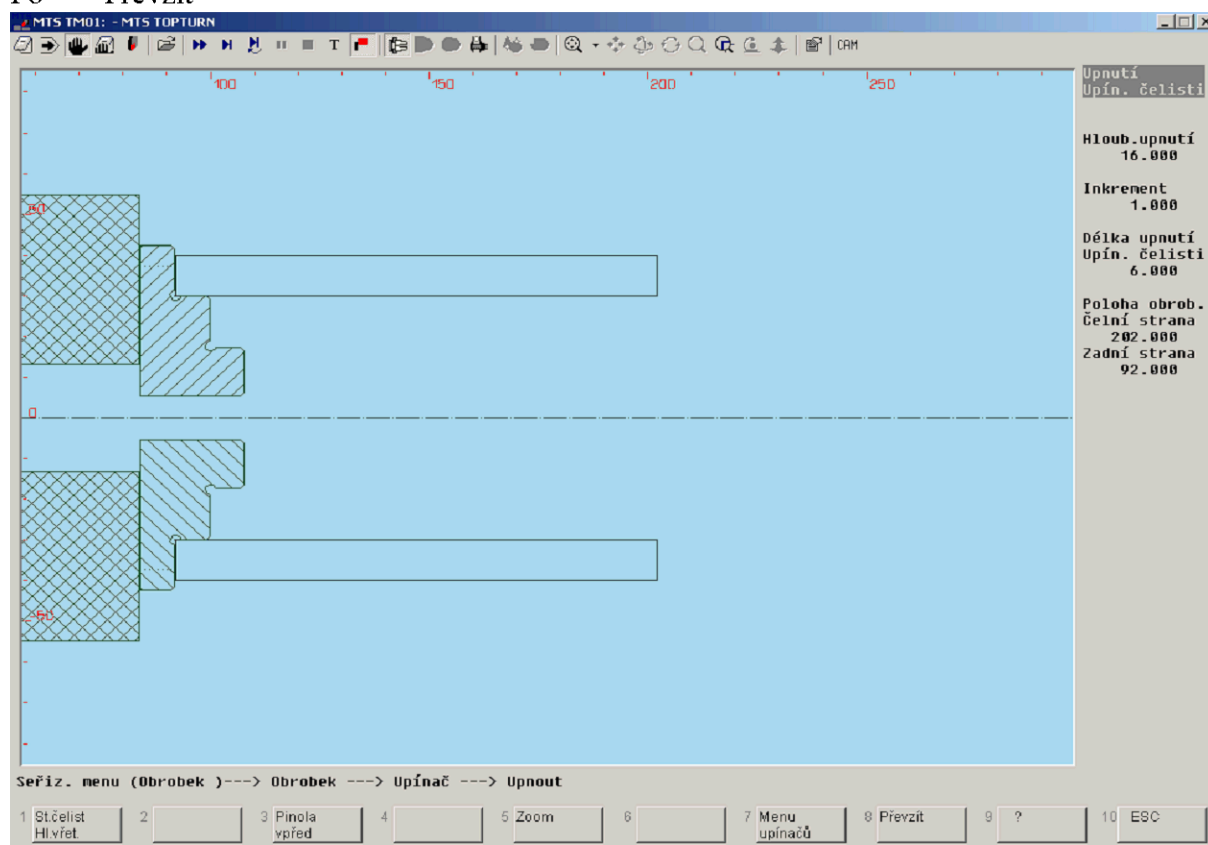 MTS TM01: - MTS TOPTURN
T
CAM
100
150
200
250
50
0
-50
Upnutí
Upín. čelisti
Hloub.upnutí
16.000
Inkrement
1.000
Délka upnutí
Upín. čelisti
6.000
Poloha obrob.
Čelní strana
202.000
Zadní strana
92.000
Seřiz. menu (Obrobek )---> Obrobek ---> Upínač ---> Upnout
1 St.čelist Hl.vřet.
2
3 Pinola vpřed
4
5 Zoom
6
7 Menu upínačů
8 Převzít
9 ?
10 ESC